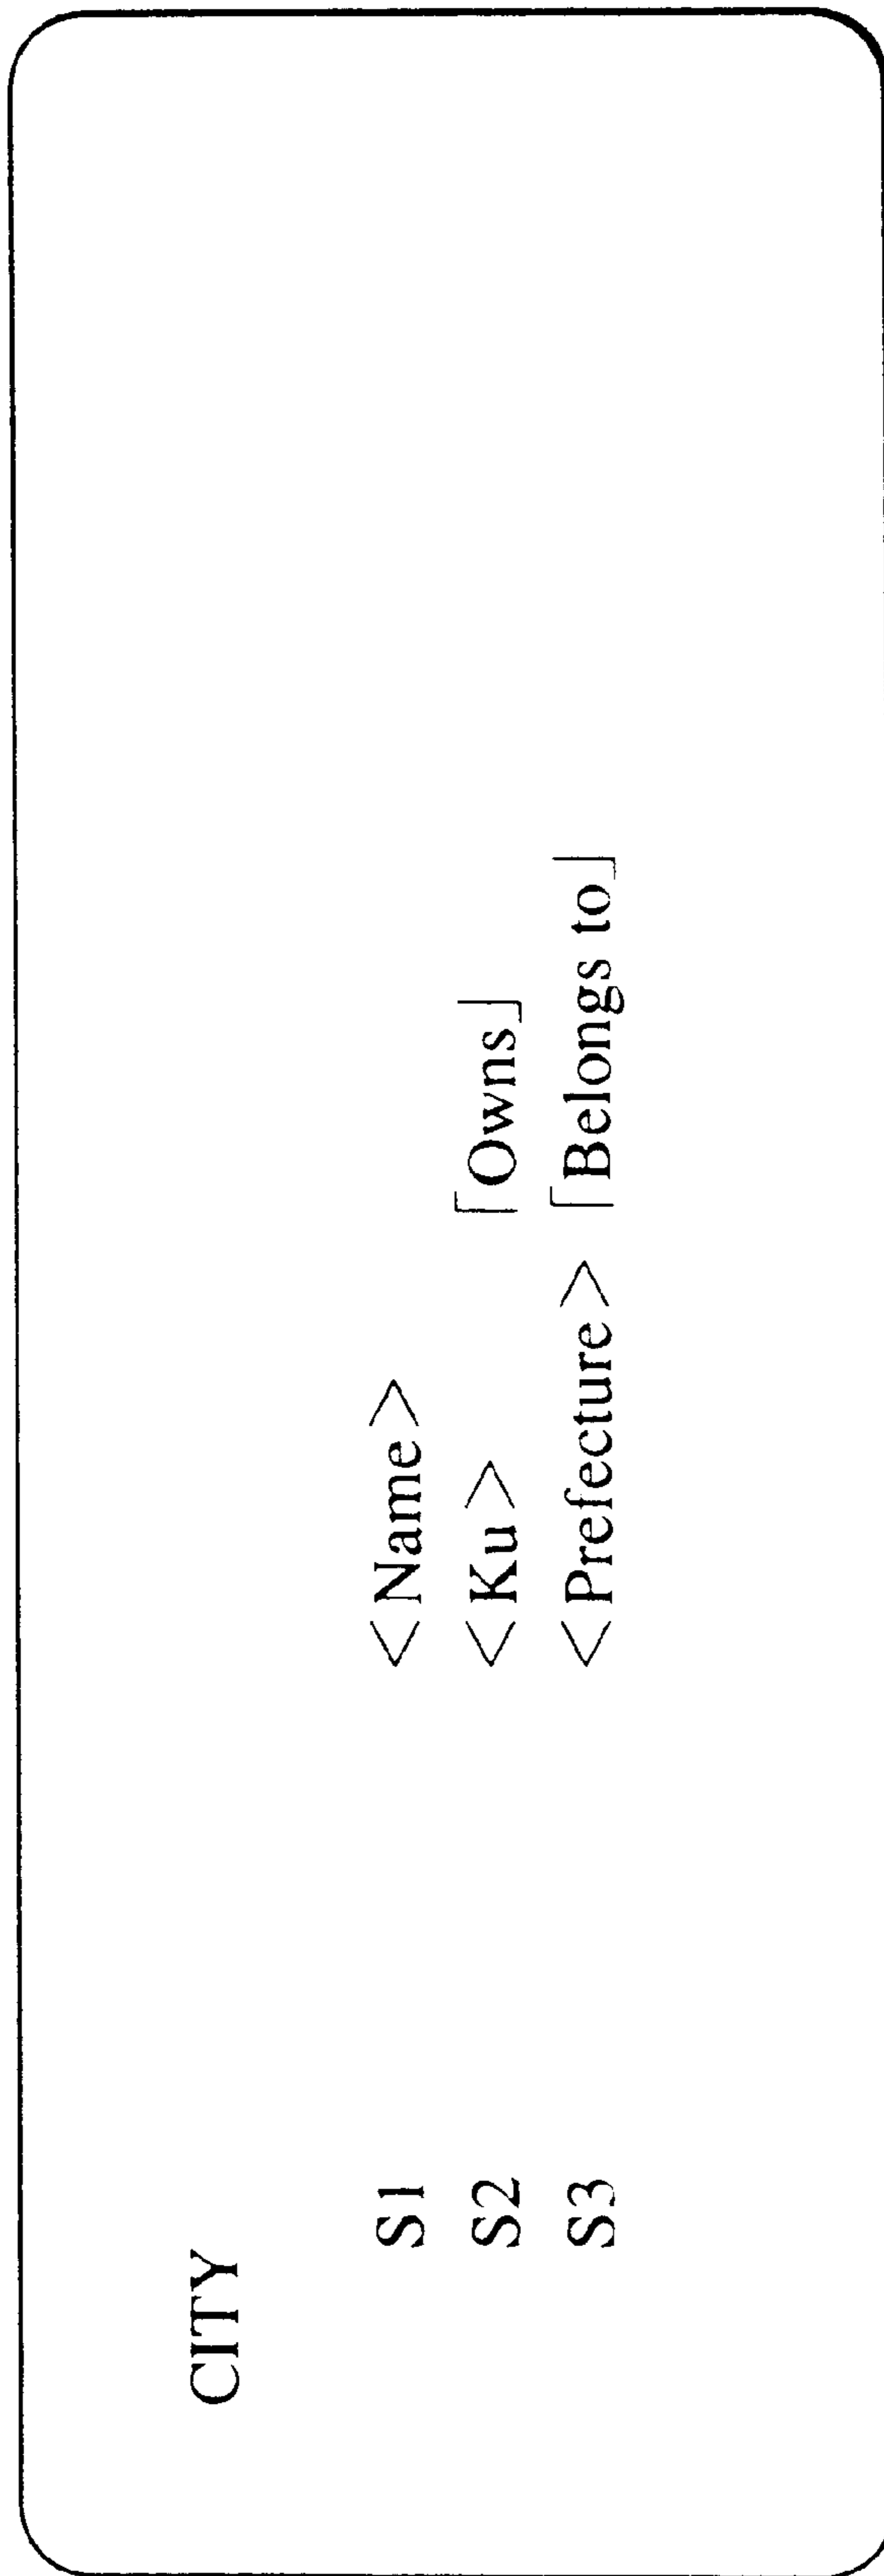 CITY
S1 <Name>
S2 <Ku> ｢Owns｣
S3 <Prefecture> ｢Belongs to｣